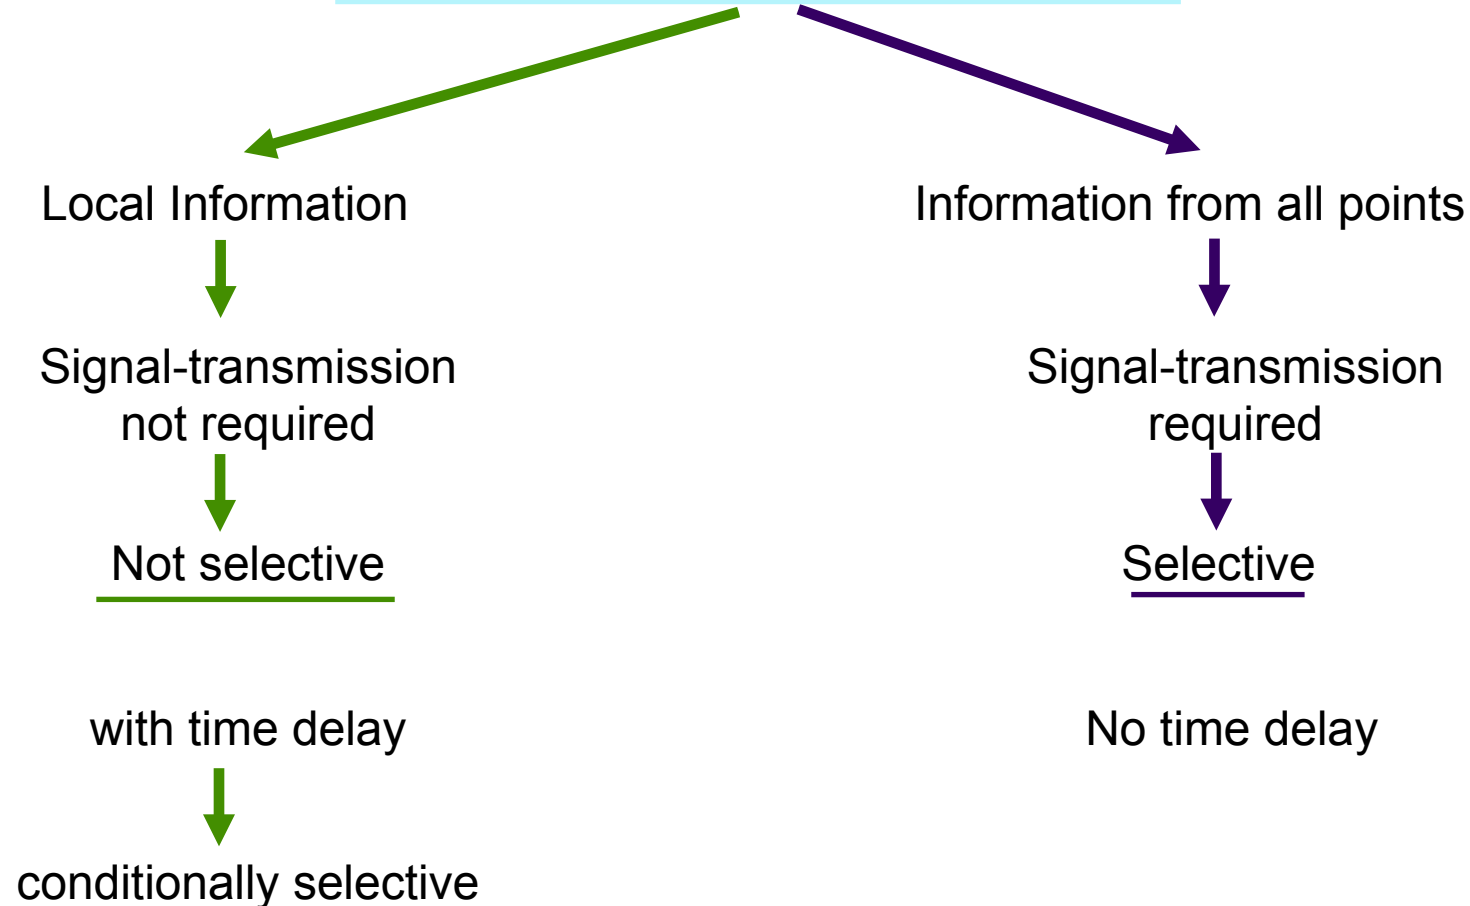 Local Information
Information from all points
Signal-transmission
not required
Signal-transmission
required
Not selective
Selective
with time delay
No time delay
conditionally selective